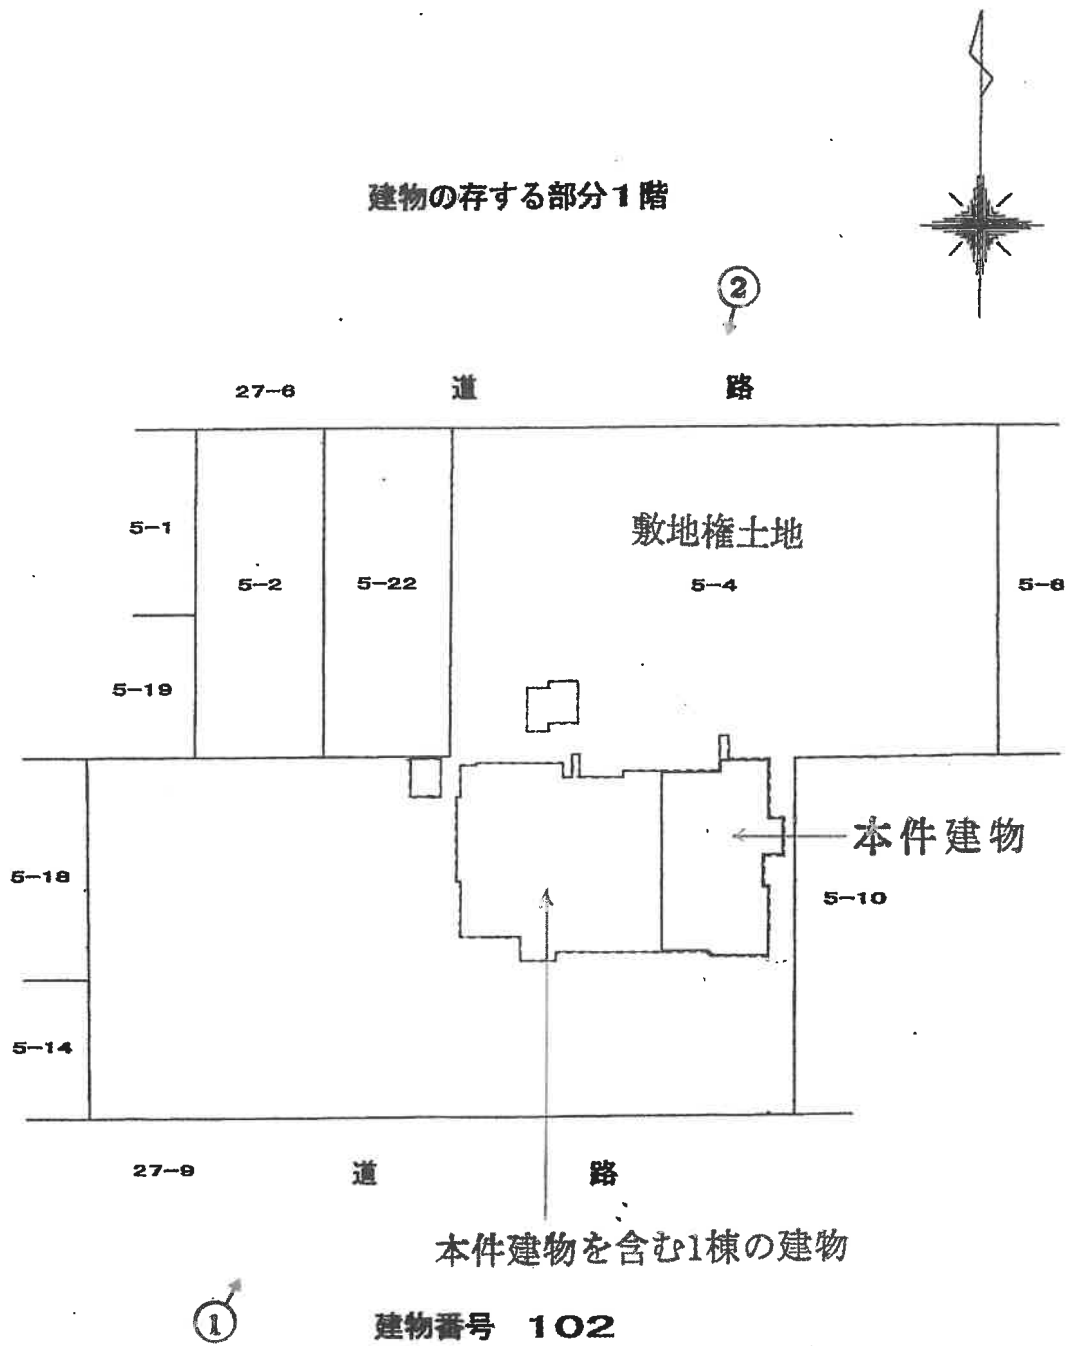 建物の存する部分1階
②
27-6 道 路
敷地権土地
5-1
5-2 5-22 5-4 5-6
5-19
本件建物
5-18
5-10
5-14
27-9 道 路
本件建物を含む1棟の建物
①
建物番号 102